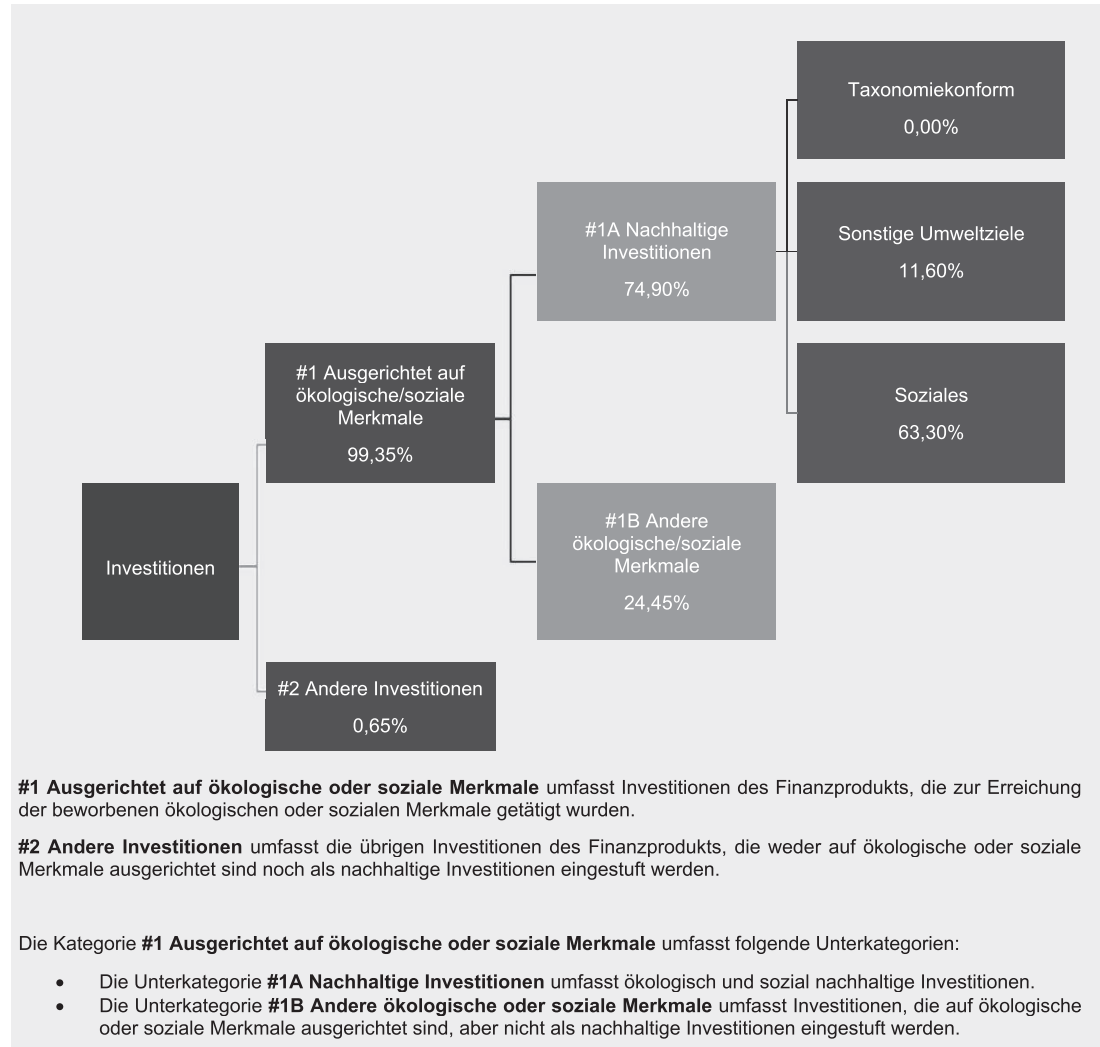 Taxonomiekonform
0,00%
#1A Nachhaltige
Investitionen
74,90%
Sonstige Umweltziele
11,60%
#1 Ausgerichtet auf
ökologische/soziale
Merkmale
99,35%
Soziales
63,30%
Investitionen
#1B Andere
ökologische/soziale
Merkmale
24,45%
#2 Andere Investitionen
0,65%
#1 Ausgerichtet auf ökologische oder soziale Merkmale umfasst Investitionen des Finanzprodukts, die zur Erreichung
der beworbenen ökologischen oder sozialen Merkmale getätigt wurden.
#2 Andere Investitionen umfasst die übrigen Investitionen des Finanzprodukts, die weder auf ökologische oder soziale
Merkmale ausgerichtet sind noch als nachhaltige Investitionen eingestuft werden.
Die Kategorie #1 Ausgerichtet auf ökologische oder soziale Merkmale umfasst folgende Unterkategorien:
• Die Unterkategorie #1A Nachhaltige Investitionen umfasst ökologisch und sozial nachhaltige Investitionen.
• Die Unterkategorie #1B Andere ökologische oder soziale Merkmale umfasst Investitionen, die auf ökologische
oder soziale Merkmale ausgerichtet sind, aber nicht als nachhaltige Investitionen eingestuft werden.